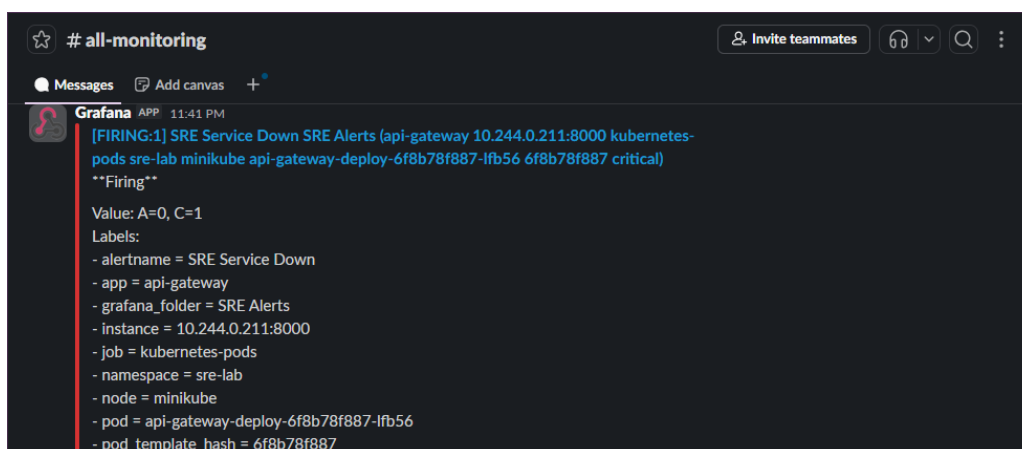 # all-monitoring
Invite teammates
Messages Add canvas +
Grafana APP 11:41 PM
[FIRING:1] SRE Service Down SRE Alerts (api-gateway 10.244.0.211:8000 kubernetes-
pods sre-lab minikube api-gateway-deploy-6f8b78f887-lfb56 6f8b78f887 critical)
**Firing**
Value: A=0, C=1
Labels:
- alertname = SRE Service Down
- app = api-gateway
- grafana_folder = SRE Alerts
- instance = 10.244.0.211:8000
- job = kubernetes-pods
- namespace = sre-lab
- node = minikube
- pod = api-gateway-deploy-6f8b78f887-lfb56
- pod_template_hash = 6f8b78f887